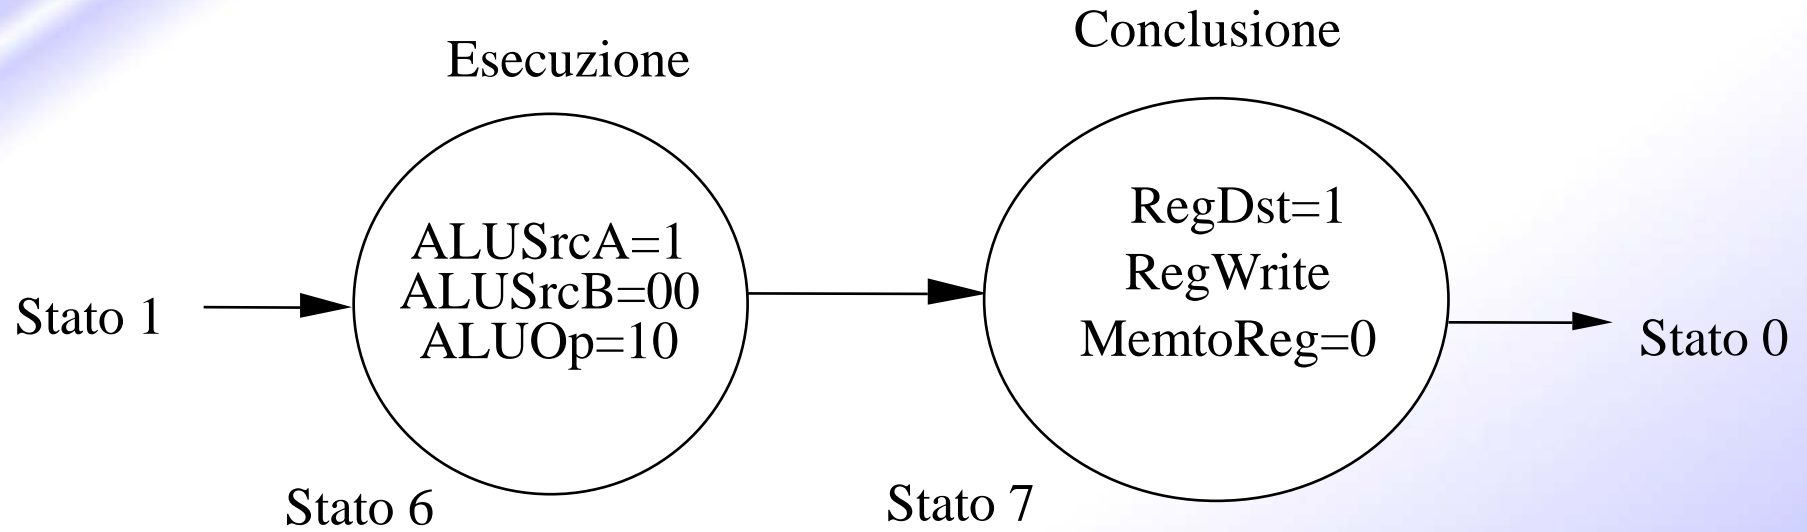 Esecuzione
Conclusione
Stato 1
ALUSrcA=1
ALUSrcB=00
ALUOp=10
RegDst=1
RegWrite
MemtoReg=0
Stato 0
Stato 6
Stato 7